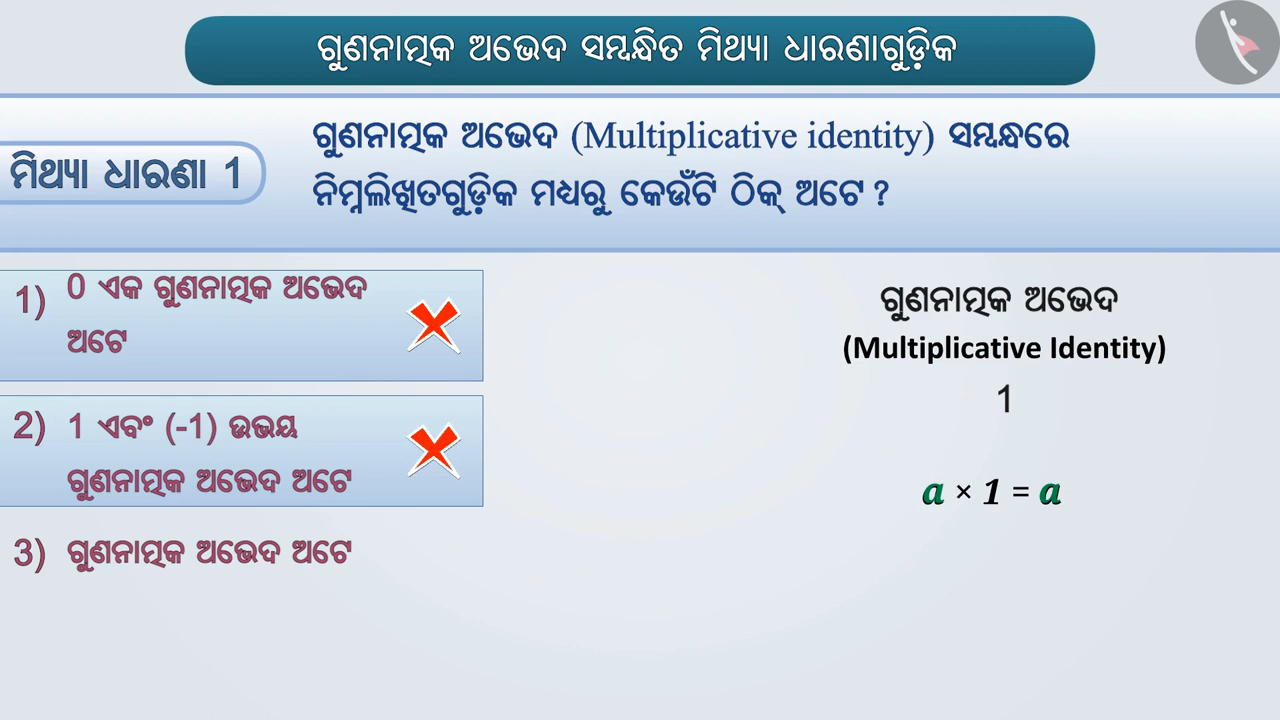 ଗୁଣନାତ୍ମକ ଅଭେଦ ସମ୍ବନ୍ଧିତ ମିଥ୍ୟା ଧାରଣାଗୁଡ଼ିକ
ମିଥ୍ୟା ଧାରଣା 1
ଗୁଣନାତ୍ମକ ଅଭେଦ (Multiplicative identity) ସମ୍ବନ୍ଧରେ
ନିମ୍ନଲିଖିତଗୁଡ଼ିକ ମଧ୍ୟରୁ କେଉଁଟି ଠିକ୍ ଅଟେ ?
1) 0 ଏକ ଗୁଣନାତ୍ମକ ଅଭେଦ
ଅଟେ
2) 1 ଏବଂ (-1) ଉଭୟ
ଗୁଣନାତ୍ମକ ଅଭେଦ ଅଟେ
3) ଗୁଣନାତ୍ମକ ଅଭେଦ ଅଟେ
ଗୁଣନାତ୍ମକ ଅଭେଦ
(Multiplicative Identity)
1
a × 1 = a